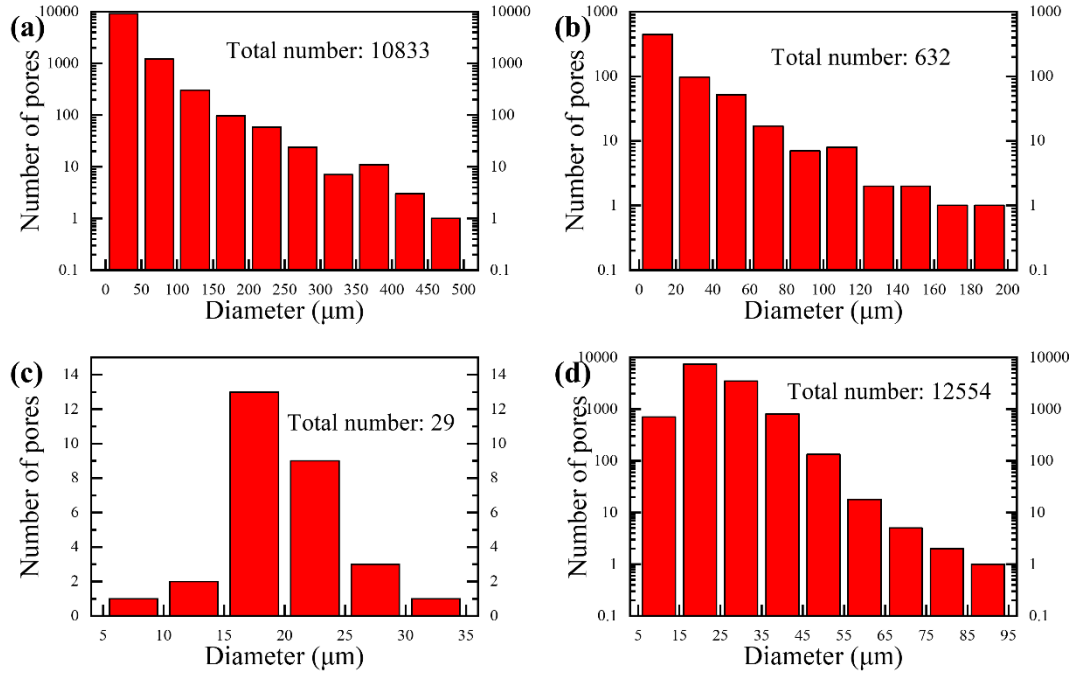 (a)
Total number: 10833
Number of pores
10000
1000
100
10
1
0.1
10000
1000
100
10
1
0.1
0 50 100 150 200 250 300 350 400 450 500
Diameter (μm)
(b)
Total number: 632
Number of pores
1000
100
10
1
0.1
1000
100
10
1
0.1
0 20 40 60 80 100 120 140 160 180 200
Diameter (μm)
(c)
Total number: 29
Number of pores
14
12
10
8
6
4
2
0
14
12
10
8
6
4
2
0
5 10 15 20 25 30 35
Diameter (μm)
(d)
Total number: 12554
Number of pores
10000
1000
100
10
1
0.1
10000
1000
100
10
1
0.1
5 15 25 35 45 55 65 75 85 95
Diameter (μm)